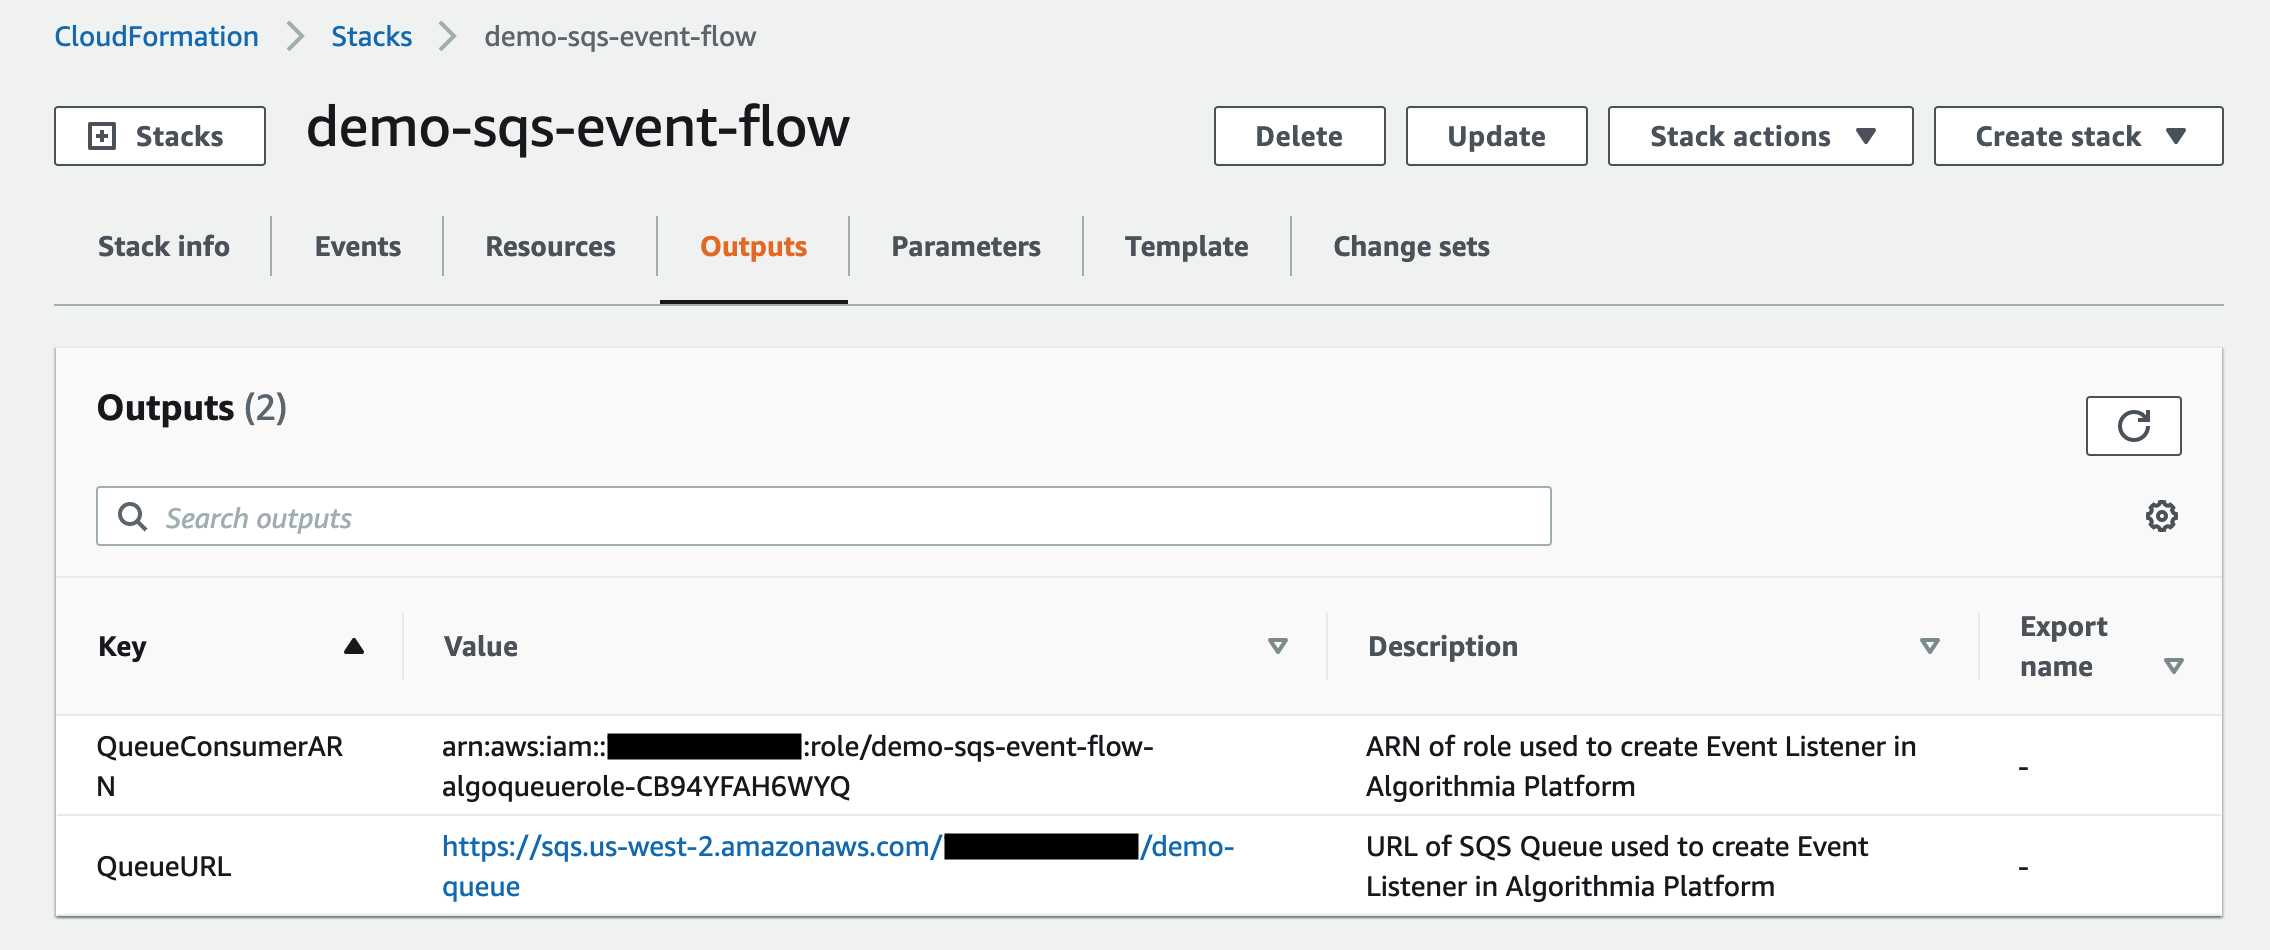 CloudFormation > Stacks > demo-sqs-event-flow
Stacks
demo-sqs-event-flow
Delete
Update
Stack actions
Create stack
Stack info
Events
Resources
Outputs
Parameters
Template
Change sets
Outputs (2)
Search outputs
Key
Value
Description
Export
name
QueueConsumerAR
N
arn:aws:iam:: :role/demo-sqs-event-flow-
algoqueuerole-CB94YFAH6WYQ
ARN of role used to create Event Listener in
Algorithmia Platform
-
QueueURL
https://sqs.us-west-2.amazonaws.com/ /demo-
queue
URL of SQS Queue used to create Event
Listener in Algorithmia Platform
-